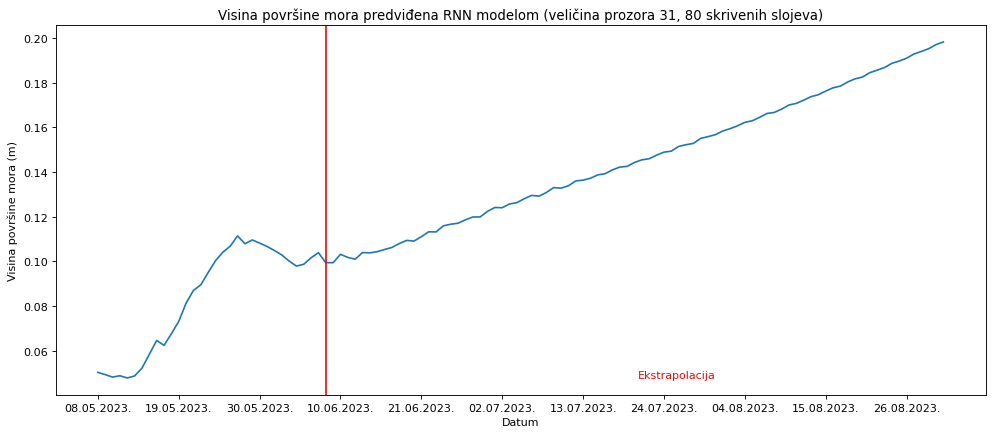 Visina površine mora predviđena RNN modelom (veličina prozora 31, 80 skrivenih slojeva)
Visina površine mora (m)
0.20
0.18
0.16
0.14
0.12
0.10
0.08
0.06
Ekstrapolacija
08.05.2023. 19.05.2023. 30.05.2023. 10.06.2023. 21.06.2023. 02.07.2023. 13.07.2023. 24.07.2023. 04.08.2023. 15.08.2023. 26.08.2023.
Datum